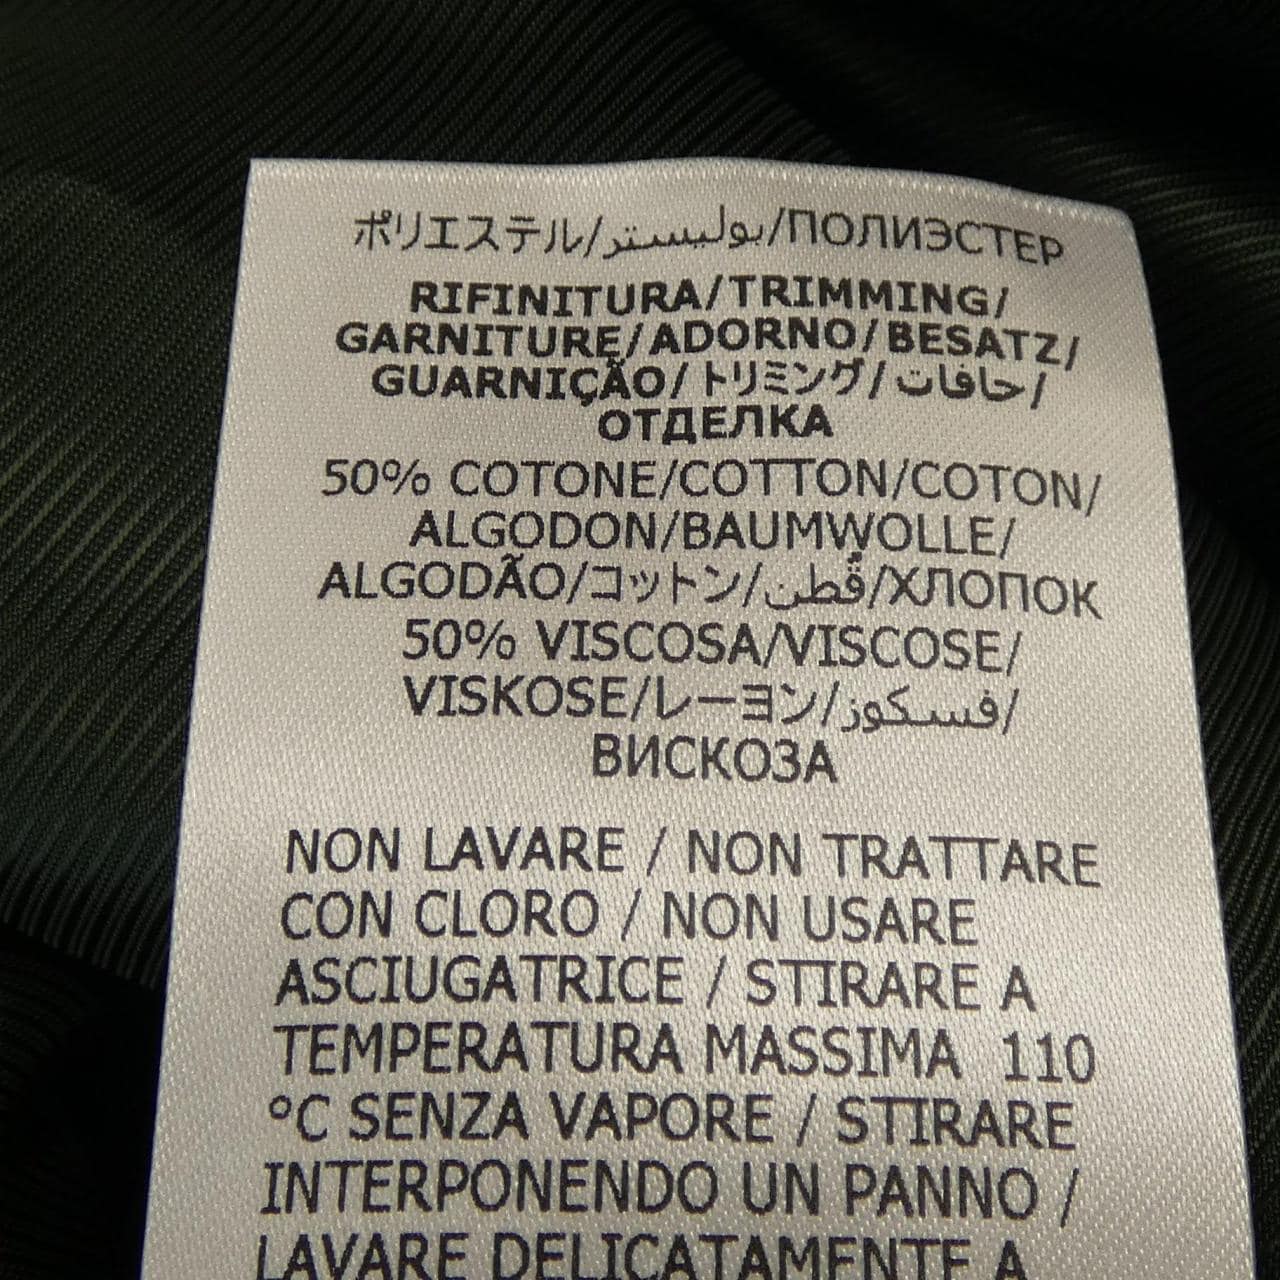 ポリエステル/بوليستر/ПОЛИЭСТЕР
RIFINITURA/TRIMMING/
GARNITURE/ADORNO/BESATZ/
GUARNIÇÃO/トリミング/حافات/
ОТДЕЛКА
50% COTONE/COTTON/COTON/
ALGODON/BAUMWOLLE/
ALGODÃO/コットン/قطن/ХЛОПОК
50% VISCOSA/VISCOSE/
VISKOSE/レーヨン/فسكوز/
ВИСКОЗА
NON LAVARE / NON TRATTARE
CON CLORO / NON USARE
ASCIUGATRICE / STIRARE A
TEMPERATURA MASSIMA 110
°C SENZA VAPORE / STIRARE
INTERPONENDO UN PANNO /
LAVARE DELICATAMENTE A